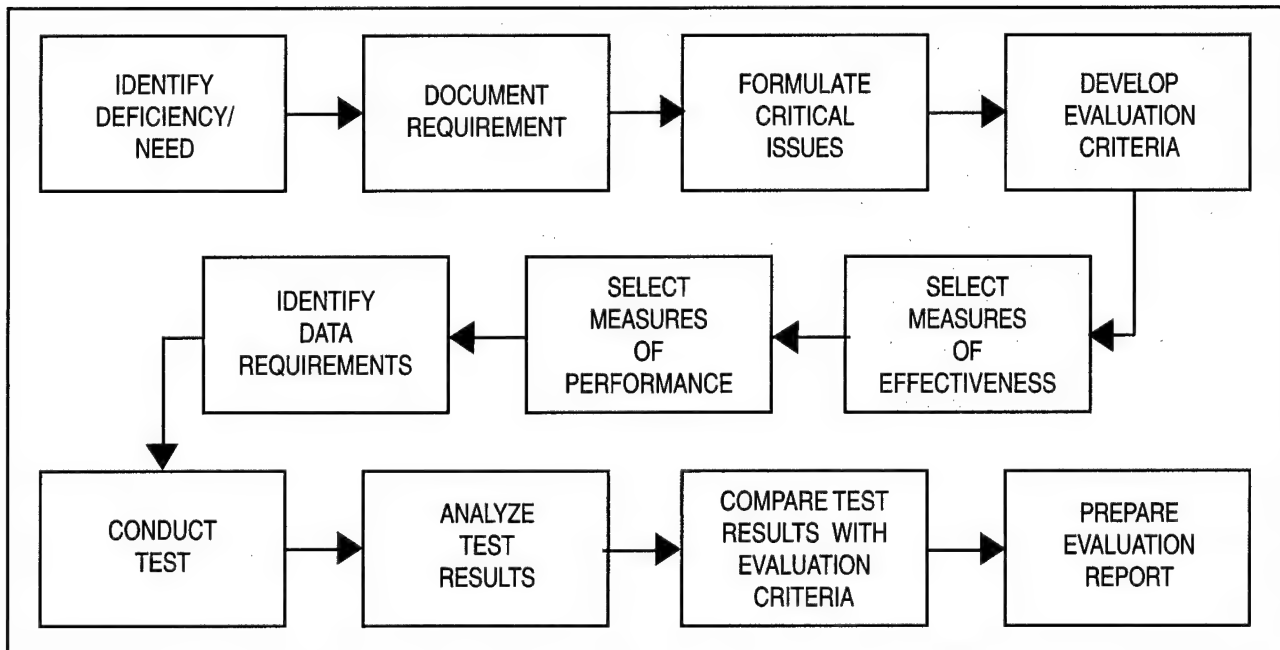 IDENTIFY
DEFICIENCY/
NEED
DOCUMENT
REQUIREMENT
FORMULATE
CRITICAL
ISSUES
DEVELOP
EVALUATION
CRITERIA
SELECT
MEASURES
OF
EFFECTIVENESS
SELECT
MEASURES
OF
PERFORMANCE
IDENTIFY
DATA
REQUIREMENTS
CONDUCT
TEST
ANALYZE
TEST
RESULTS
COMPARE TEST
RESULTS WITH
EVALUATION
CRITERIA
PREPARE
EVALUATION
REPORT